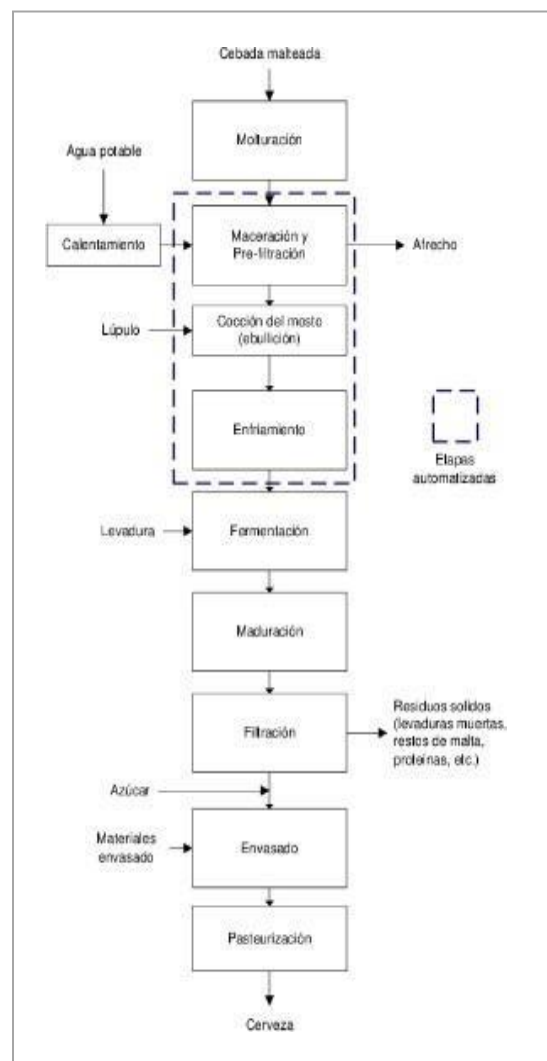 Cebada malteada
Molturación
Agua potable
Calentamiento
Maceración y
Pre-filtración
Afrecho
Lúpulo
Cocción del mosto
(ebullición)
Enfriamiento
Etapas
automatizadas
Levadura
Fermentación
Maduración
Filtración
Residuos solidos
(levaduras muertas,
restos de malta,
proteínas, etc.)
Azúcar
Materiales
envasado
Envasado
Pasteurización
Cerveza